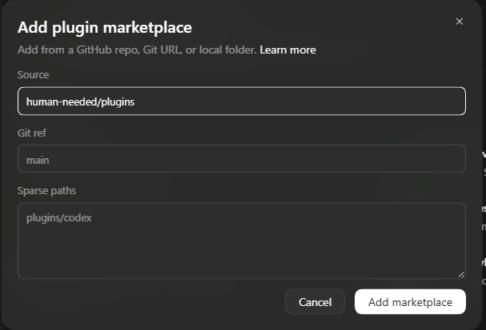 Add plugin marketplace
Add from a GitHub repo, Git URL, or local folder. Learn more
Source
human-needed/plugins
Git ref
main
Sparse paths
plugins/codex
Cancel
Add marketplace